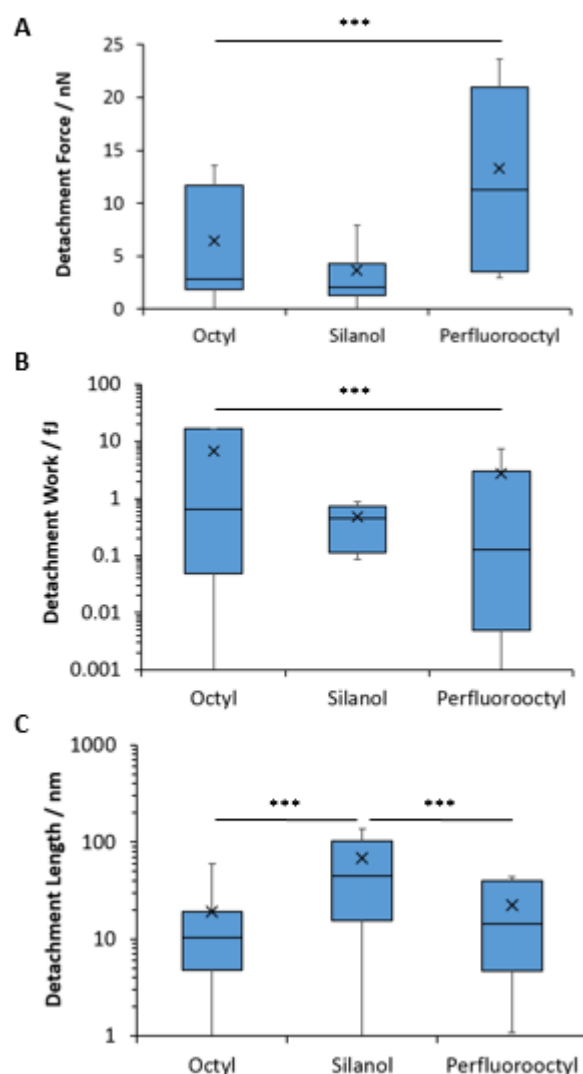 A
***
Detachment Force / nN
25
20
15
10
5
0
Octyl Silanol Perfluorooctyl
B
***
Detachment Work / fJ
100
10
1
0.1
0.01
0.001
Octyl Silanol Perfluorooctyl
C
Detachment Length / nm
1000
*** ***
100
10
1
Octyl Silanol Perfluorooctyl